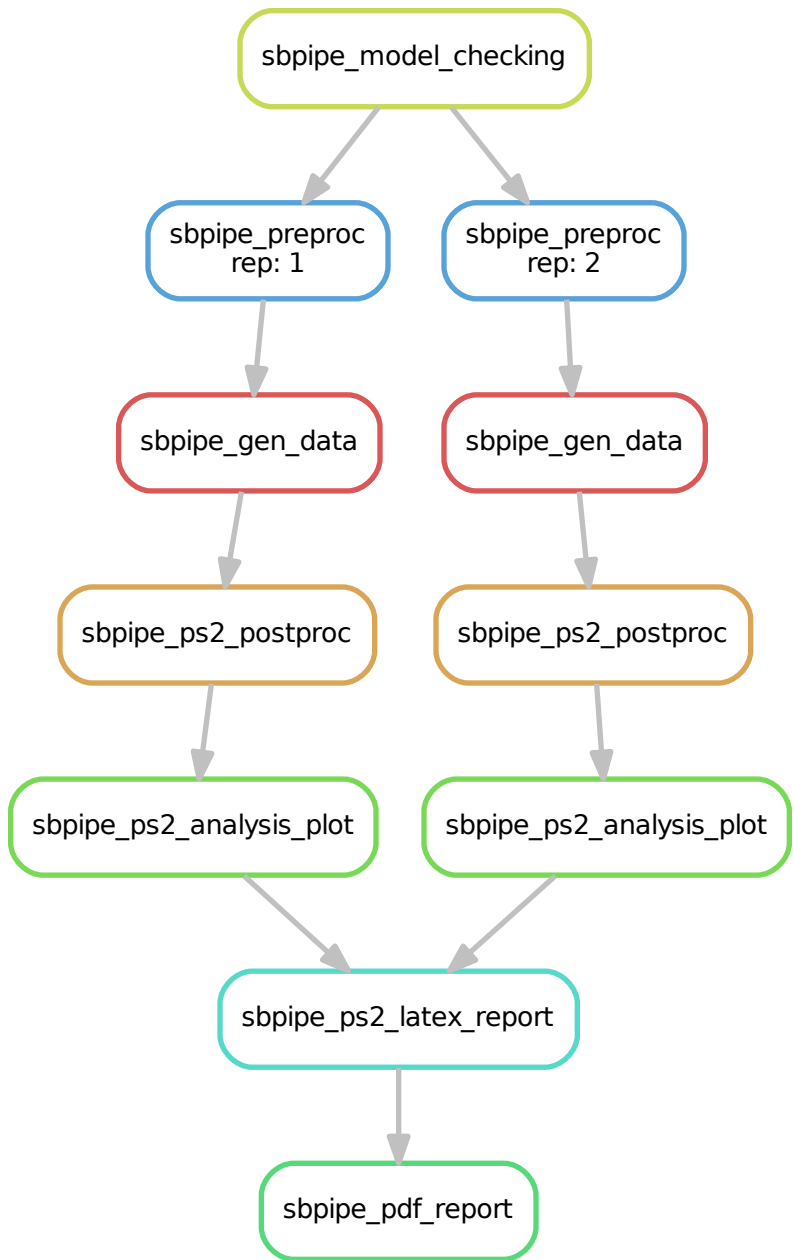 sbpipe_model_checking
sbpipe_preproc
rep: 1
sbpipe_preproc
rep: 2
sbpipe_gen_data
sbpipe_gen_data
sbpipe_ps2_postproc
sbpipe_ps2_postproc
sbpipe_ps2_analysis_plot
sbpipe_ps2_analysis_plot
sbpipe_ps2_latex_report
sbpipe_pdf_report